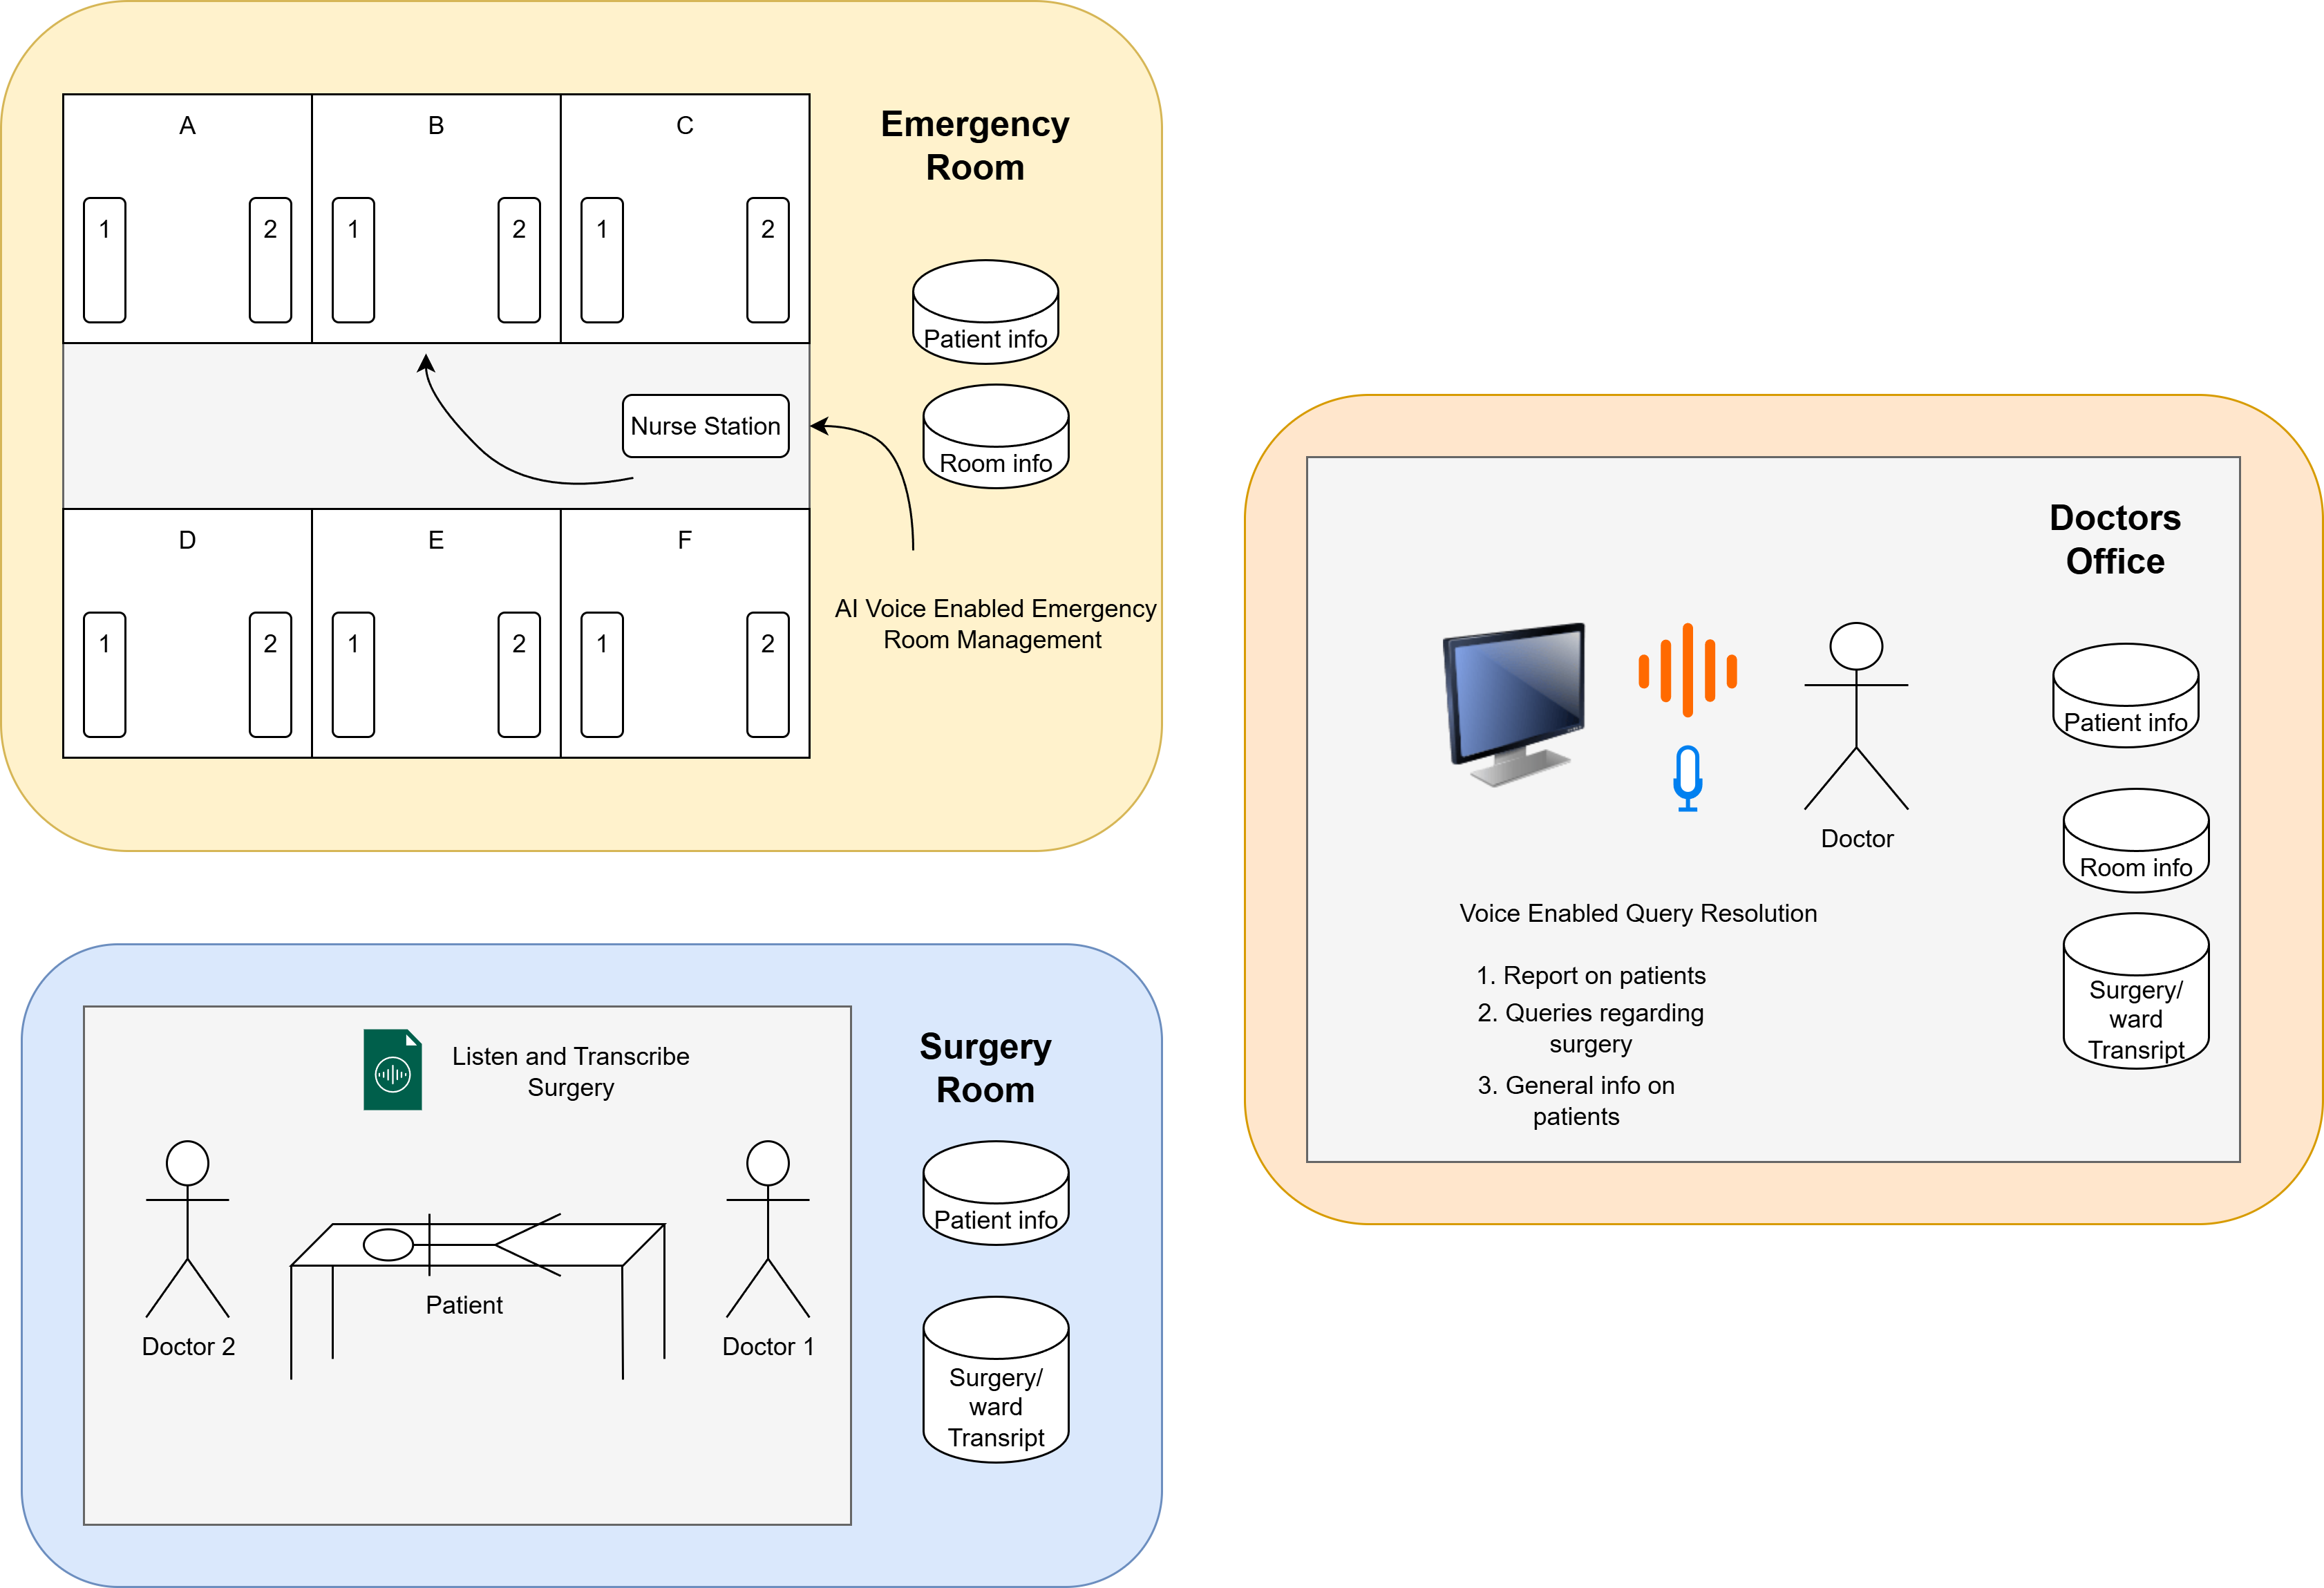 Emergency
Room
A
B
C
1
2
1
2
1
2
Patient info
Nurse Station
Room info
D
E
F
1
2
1
2
1
2
AI Voice Enabled Emergency
Room Management
Surgery
Room
Listen and Transcribe
Surgery
Doctor 2
Patient
Doctor 1
Patient info
Surgery/
ward
Transript
Doctors
Office
Doctor
Patient info
Room info
Surgery/
ward
Transript
Voice Enabled Query Resolution
1. Report on patients
2. Queries regarding
surgery
3. General info on
patients